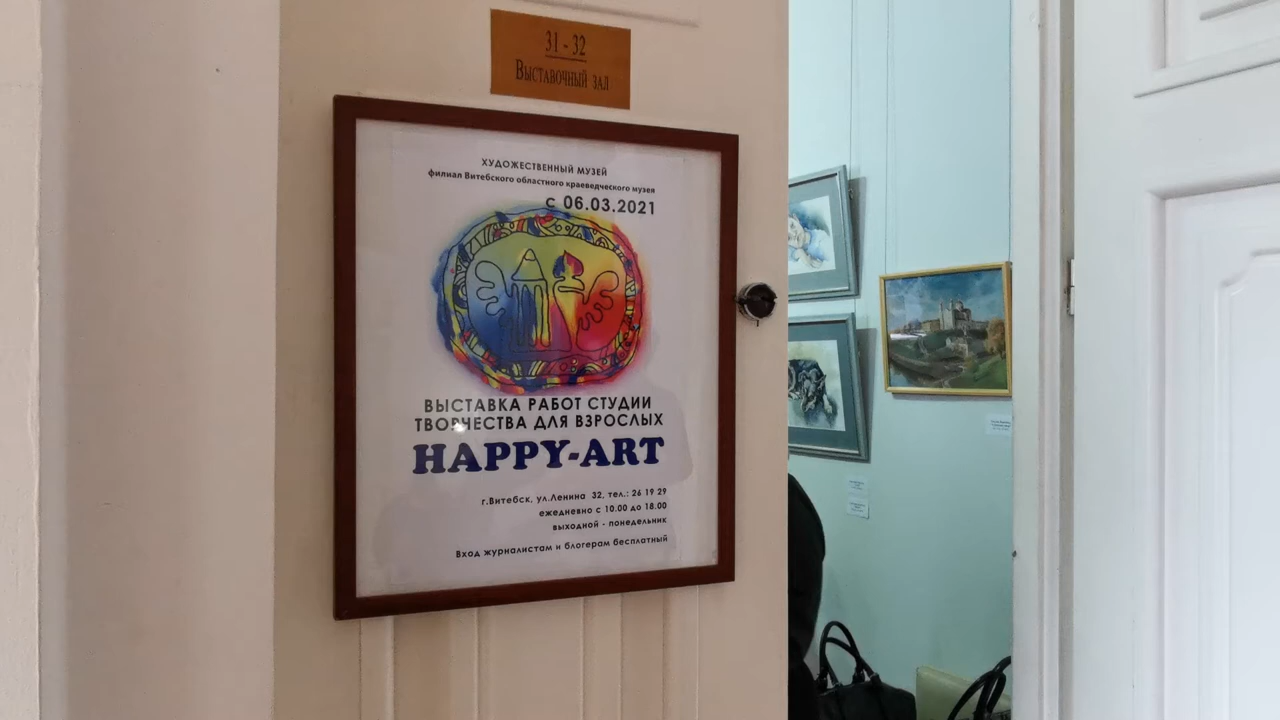 31 - 32
Выставочный зал
ХУДОЖЕСТВЕННЫЙ МУЗЕЙ
филиал Витебского областного краеведческого музея
с 06.03.2021
ВЫСТАВКА РАБОТ СТУДИИ
ТВОРЧЕСТВА ДЛЯ ВЗРОСЛЫХ
HAPPY-ART
г.Витебск, ул.Ленина 32, тел.: 26 19 29
ежедневно с 10.00 до 18.00
выходной - понедельник
Вход журналистам и блогерам бесплатный